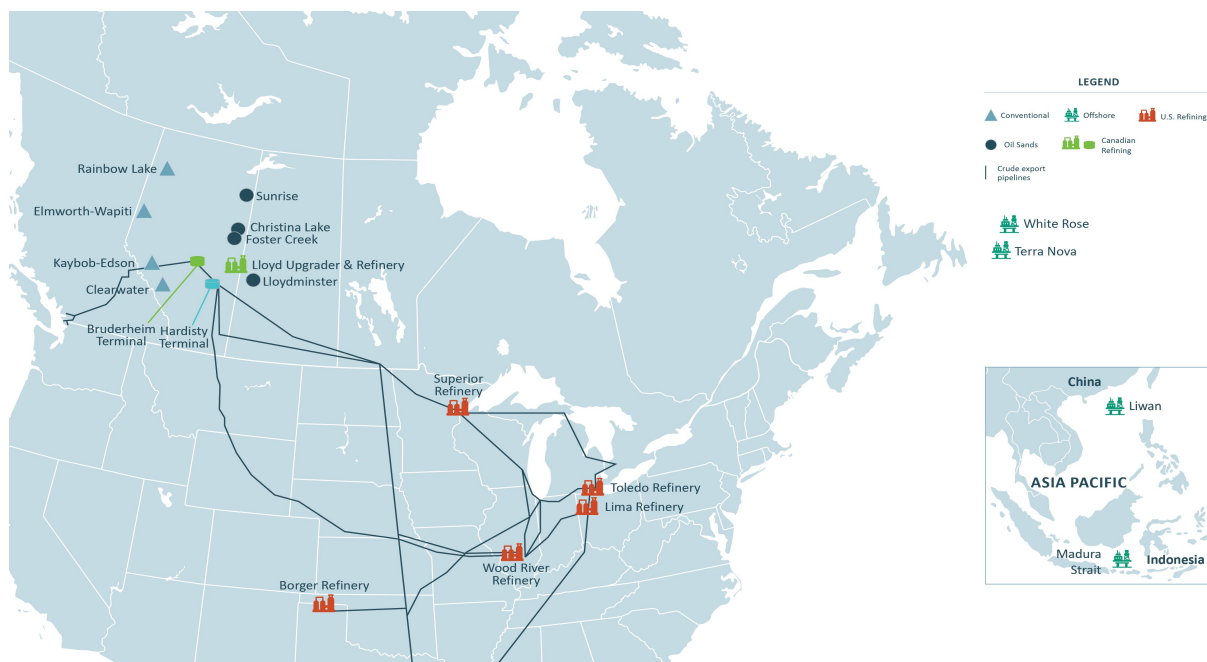 LEGEND
Conventional
Offshore
U.S. Refining
Oil Sands
Canadian
Refining
Crude export
pipelines
Rainbow Lake
Sunrise
Elmworth-Wapiti
Christina Lake
Foster Creek
White Rose
Terra Nova
Kaybob-Edson
Lloyd Upgrader & Refinery
Clearwater
Lloydminster
Bruderheim
Terminal
Hardisty
Terminal
Superior
Refinery
China
Liwan
ASIA PACIFIC
Toledo Refinery
Lima Refinery
Wood River
Refinery
Madura
Strait
Indonesia
Borger Refinery